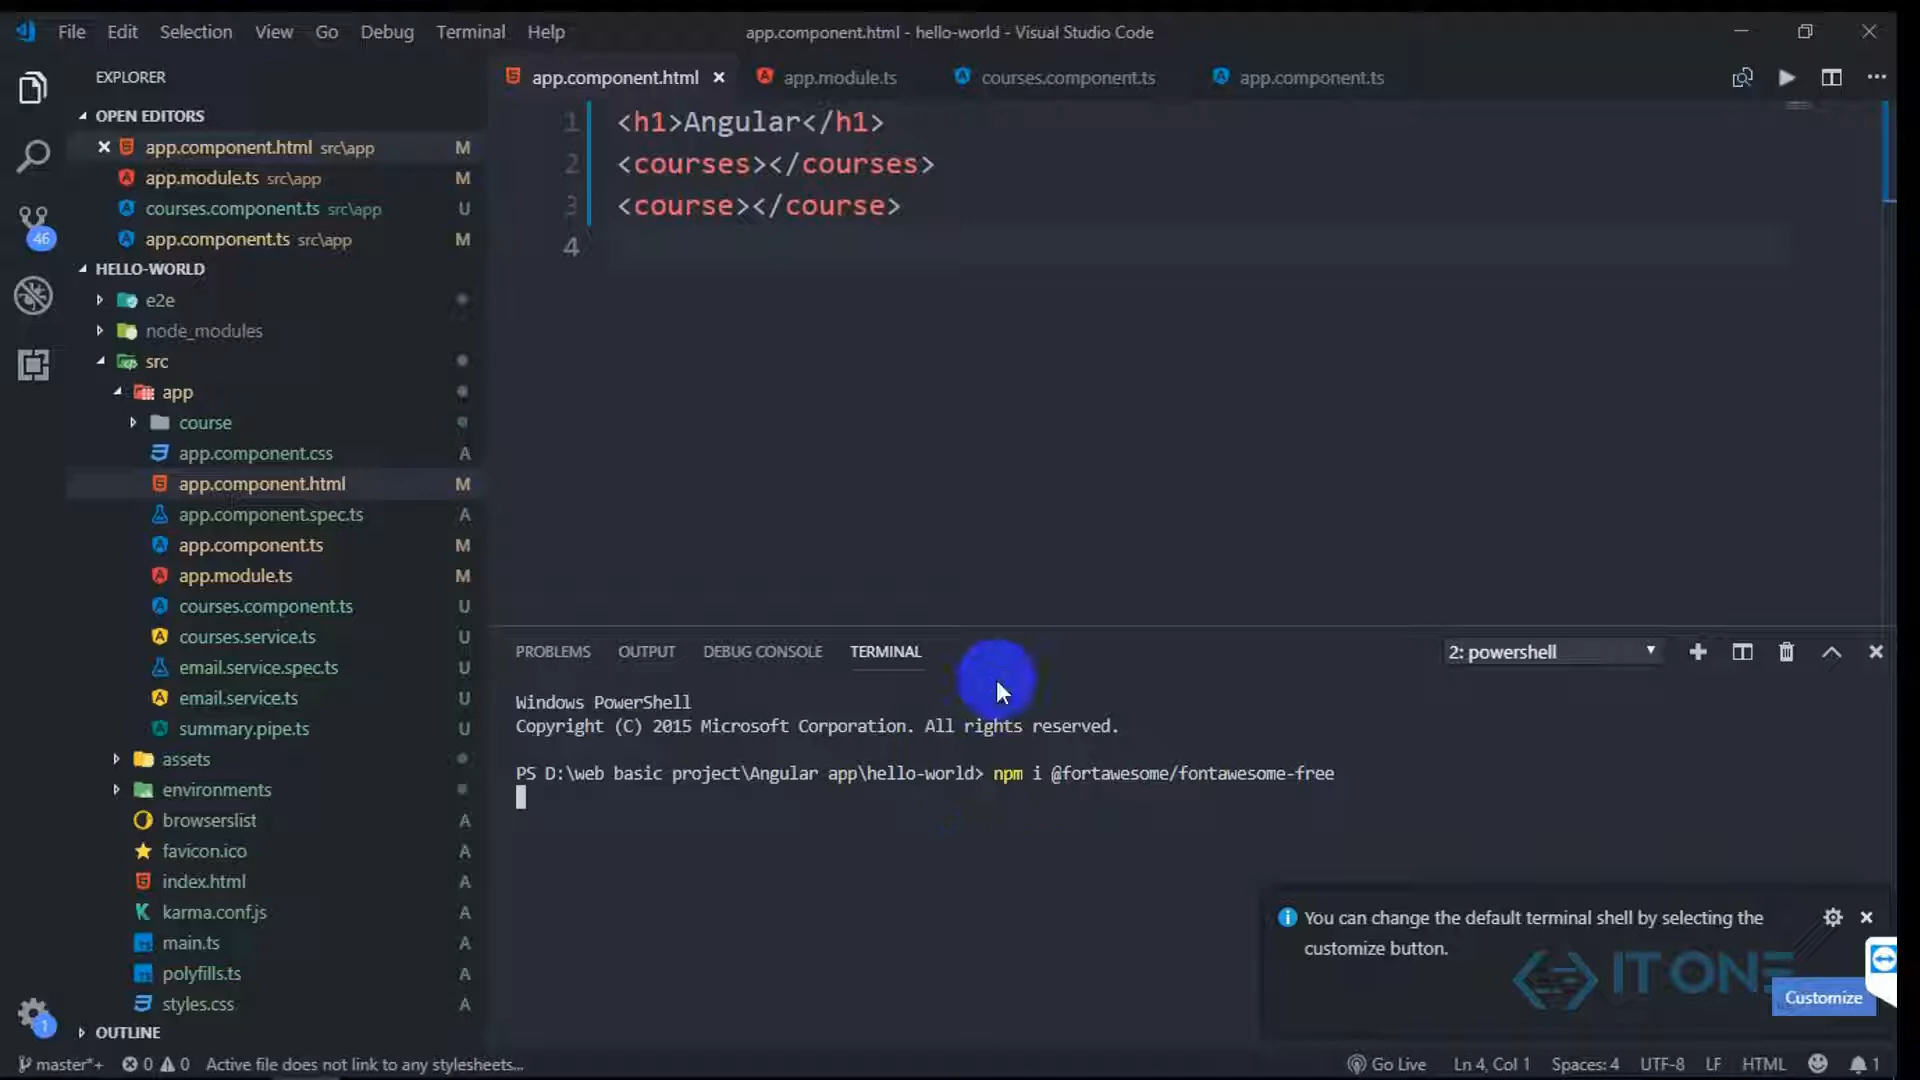 File Edit Selection View Go Debug Terminal Help
app.component.html - hello-world - Visual Studio Code
EXPLORER
OPEN EDITORS
app.component.html src\app M
app.module.ts src\app M
courses.component.ts src\app U
app.component.ts src\app M
HELLO-WORLD
e2e
node_modules
src
app
course
app.component.css A
app.component.html M
app.component.spec.ts A
app.component.ts M
app.module.ts M
courses.component.ts U
courses.service.ts U
email.service.spec.ts U
email.service.ts U
summary.pipe.ts U
assets
environments
browserslist A
favicon.ico A
index.html A
karma.conf.js A
main.ts A
polyfills.ts A
styles.css A
OUTLINE
46
1
app.component.html app.module.ts courses.component.ts app.component.ts
1 <h1>Angular</h1>
2 <courses></courses>
3 <course></course>
4
PROBLEMS OUTPUT DEBUG CONSOLE TERMINAL
2: powershell
Windows PowerShell
Copyright (C) 2015 Microsoft Corporation. All rights reserved.
PS D:\web basic project\Angular app\hello-world> npm i @fortawesome/fontawesome-free
You can change the default terminal shell by selecting the
customize button.
IT ONE
Customize
master*+ 0 0 Active file does not link to any stylesheets...
Go Live Ln 4, Col 1 Spaces: 4 UTF-8 LF HTML 1